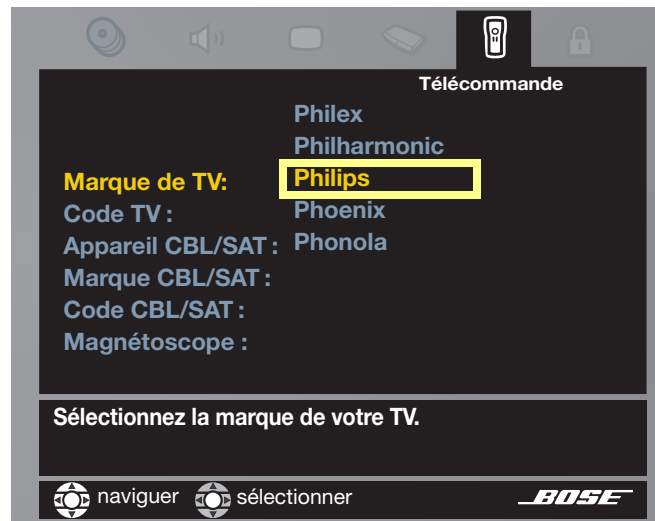 Télécommande
Philex
Philharmonic
Marque de TV: Philips
Code TV : Phoenix
Appareil CBL/SAT : Phonola
Marque CBL/SAT :
Code CBL/SAT :
Magnétoscope :
Sélectionnez la marque de votre TV.
naviguer sélectionner BOSE